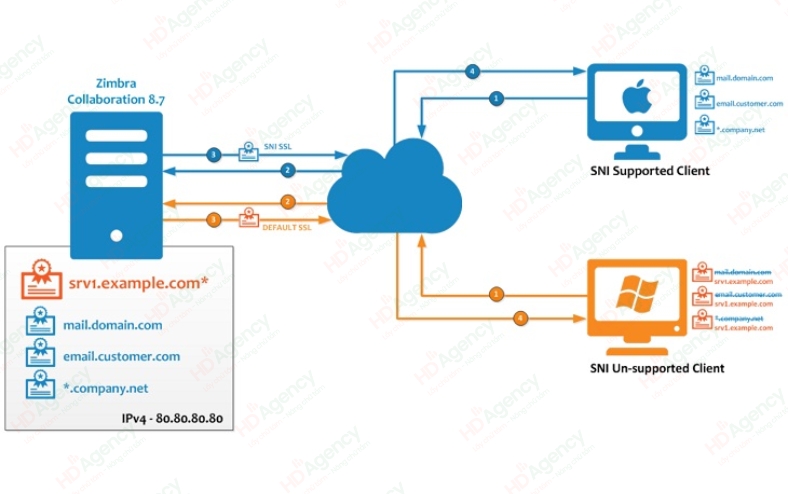 HD Agency
Zimbra
Collaboration 8.7
4
mail.domain.com
1
email.customer.com
*.company.net
SNI Supported Client
3
SNI SSL
2
2
3
DEFAULT SSL
srv1.example.com*
mail.domain.com
email.customer.com
*.company.net
IPv4 - 80.80.80.80
1
4
mail.domain.com
srv1.example.com
email.customer.com
srv1.example.com
*.company.net
srv1.example.com
SNI Un-supported Client